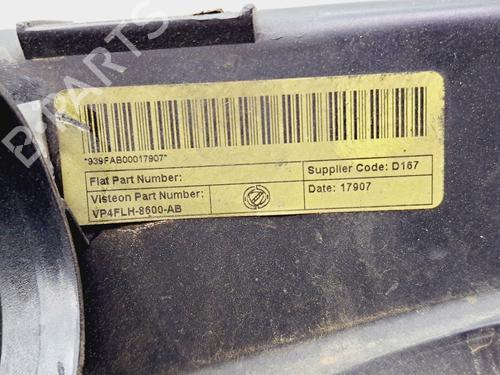 *939FAB00017907*
Fiat Part Number:
Supplier Code: D167
Visteon Part Number:
Date: 17907
VP4FLH-8600-AB
B-PARTS